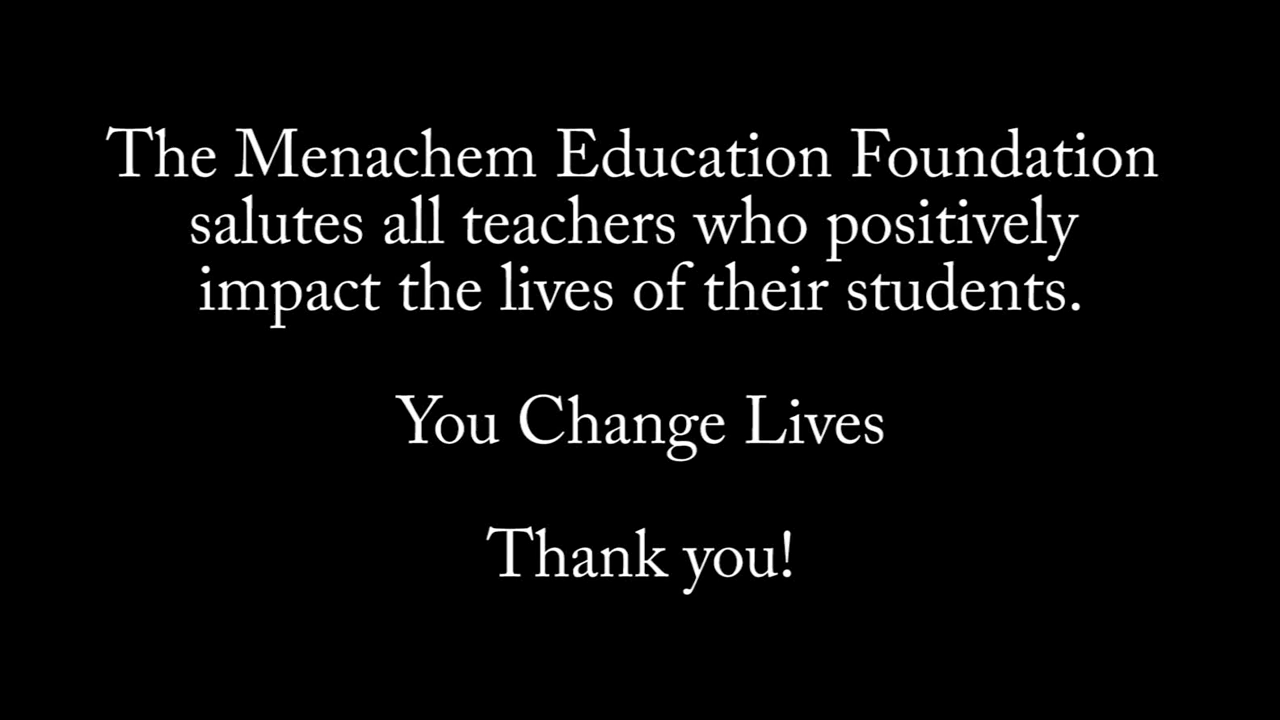 The Menachem Education Foundation
salutes all teachers who positively
impact the lives of their students.
You Change Lives
Thank you!